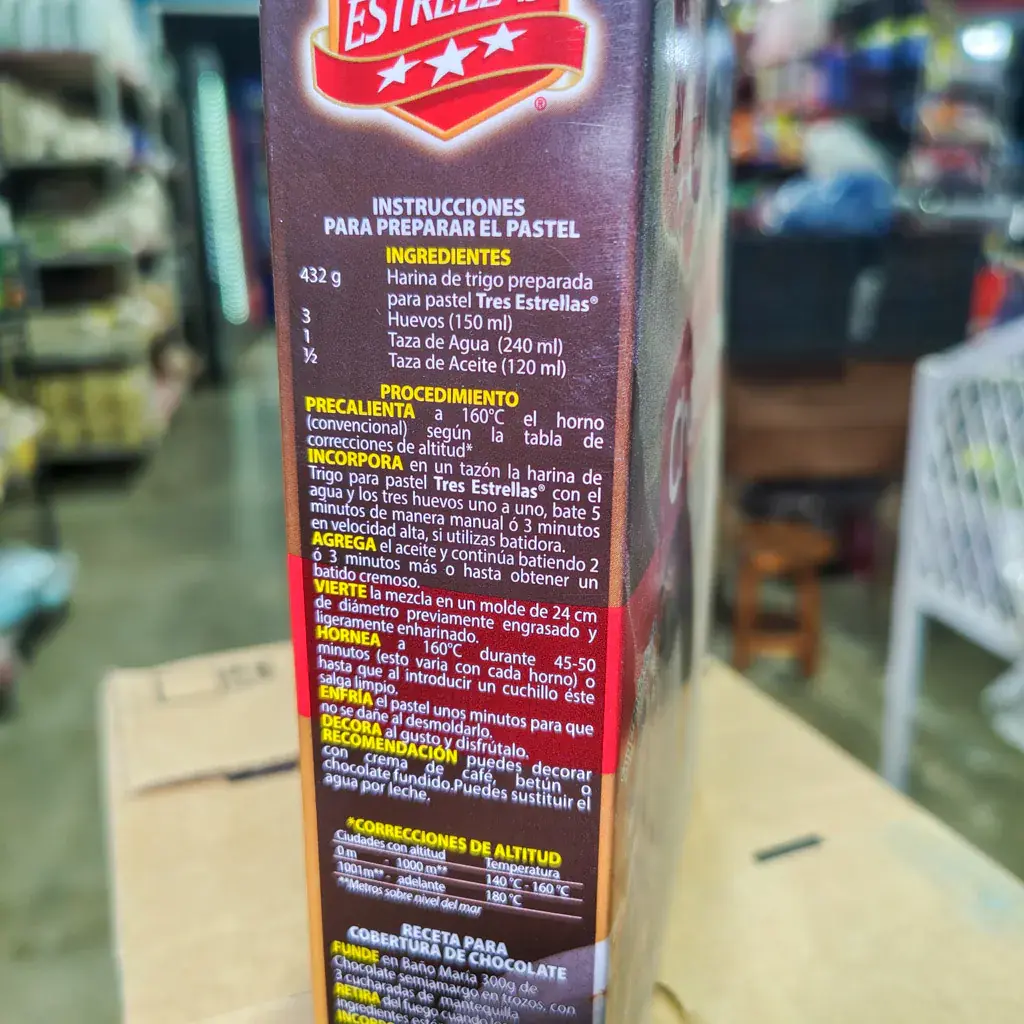 INSTRUCCIONES
PARA PREPARAR EL PASTEL
INGREDIENTES
432 g Harina de trigo preparada
para pastel Tres Estrellas®
3 Huevos (150 ml)
1 Taza de Agua (240 ml)
½ Taza de Aceite (120 ml)
PROCEDIMIENTO
PRECALIENTA a 160°C el horno
(convencional) según la tabla de
correcciones de altitud*
INCORPORA en un tazón la harina de
Trigo para pastel Tres Estrellas® con el
agua y los tres huevos uno a uno, bate 5
minutos de manera manual ó 3 minutos
en velocidad alta, si utilizas batidora.
AGREGA el aceite y continúa batiendo 2
ó 3 minutos más o hasta obtener un
batido cremoso.
VIERTE la mezcla en un molde de 24 cm
de diámetro previamente engrasado y
ligeramente enharinado.
HORNEA a 160°C durante 45-50
minutos (esto varia con cada horno) o
hasta que al introducir un cuchillo éste
salga limpio.
ENFRÍA el pastel unos minutos para que
no se dañe al desmoldarlo.
DECORA al gusto y disfrútalo.
RECOMENDACIÓN puedes decorar
con crema de café, betún o
chocolate fundido.Puedes sustituir el
agua por leche.
*CORRECCIONES DE ALTITUD
Ciudades con altitud Temperatura
0 m - 1000 m** 140 °C - 160 °C
1001m** - adelante 180 °C
**Metros sobre nivel del mar
RECETA PARA
COBERTURA DE CHOCOLATE
FUNDE en Baño María 300g de
Chocolate semiamargo en trozos, con
3 cucharadas de mantequilla
RETIRA del fuego cuando
ingredientes